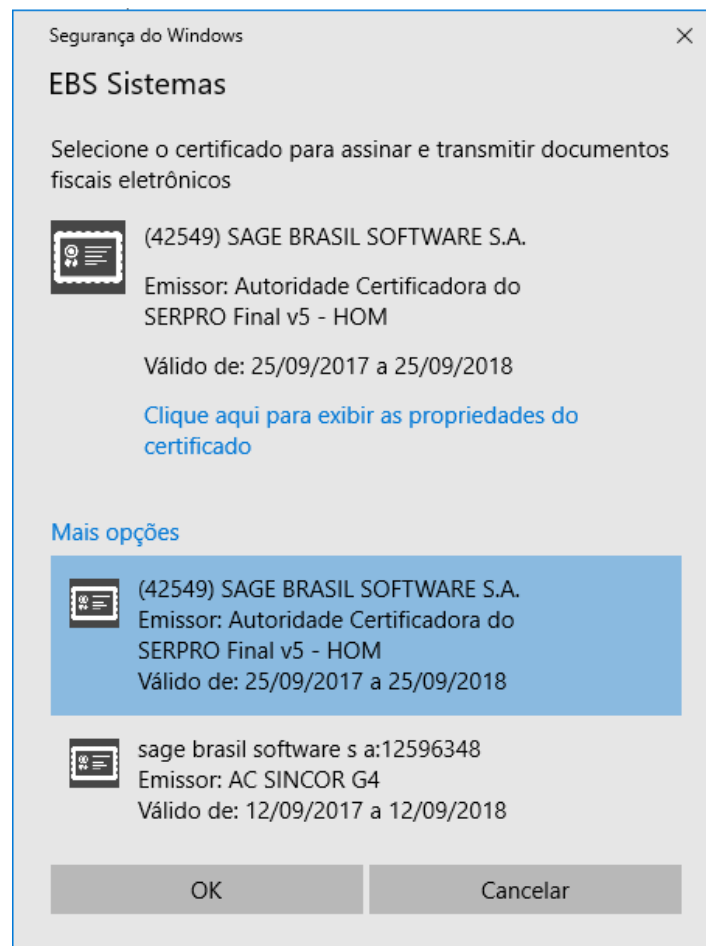 Segurança do Windows
EBS Sistemas
Selecione o certificado para assinar e transmitir documentos
fiscais eletrônicos
(42549) SAGE BRASIL SOFTWARE S.A.
Emissor: Autoridade Certificadora do
SERPRO Final v5 - HOM
Válido de: 25/09/2017 a 25/09/2018
Clique aqui para exibir as propriedades do
certificado
Mais opções
(42549) SAGE BRASIL SOFTWARE S.A.
Emissor: Autoridade Certificadora do
SERPRO Final v5 - HOM
Válido de: 25/09/2017 a 25/09/2018
sage brasil software s a:12596348
Emissor: AC SINCOR G4
Válido de: 12/09/2017 a 12/09/2018
OK
Cancelar